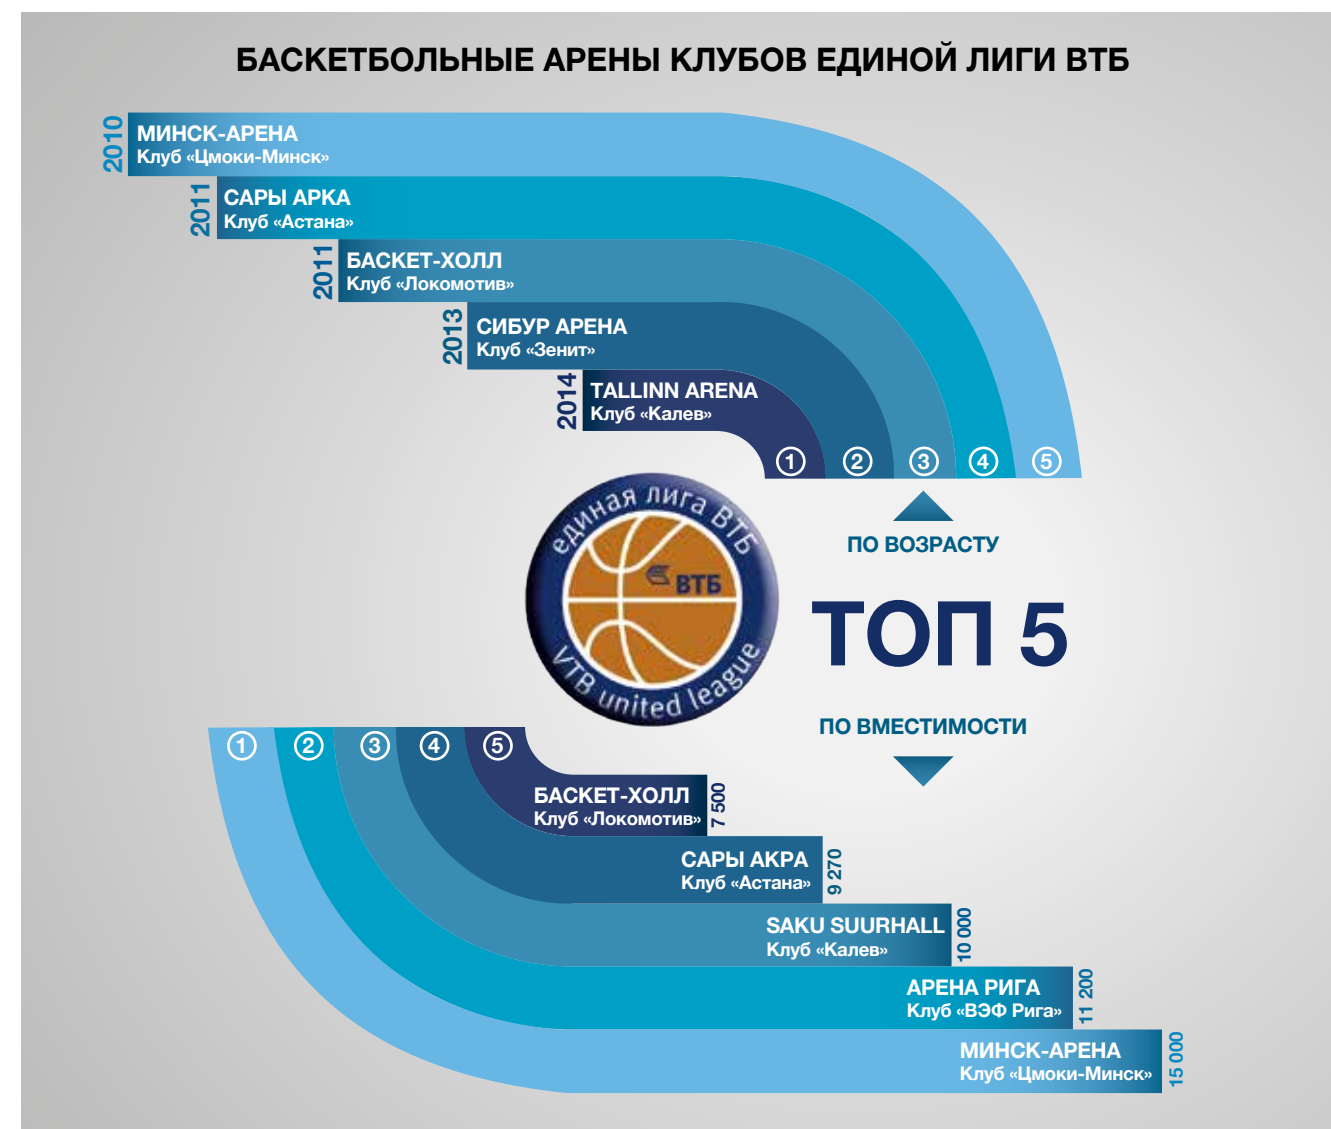 БАСКЕТБОЛЬНЫЕ АРЕНЫ КЛУБОВ ЕДИНОЙ ЛИГИ ВТБ
2010
МИНСК-АРЕНА
Клуб «Цмоки-Минск»
2011
САРЫ АРКА
Клуб «Астана»
2011
БАСКЕТ-ХОЛЛ
Клуб «Локомотив»
2013
СИБУР АРЕНА
Клуб «Зенит»
2014
TALLINN ARENA
Клуб «Калев»
1 2 3 4 5
ПО ВОЗРАСТУ
единая лига ВТБ
ВТБ
VTB united league
ТОП 5
ПО ВМЕСТИМОСТИ
1 2 3 4 5
БАСКЕТ-ХОЛЛ
Клуб «Локомотив»
7 500
САРЫ АКРА
Клуб «Астана»
9 270
SAKU SUURHALL
Клуб «Калев»
10 000
АРЕНА РИГА
Клуб «ВЭФ Рига»
11 200
МИНСК-АРЕНА
Клуб «Цмоки-Минск»
15 000